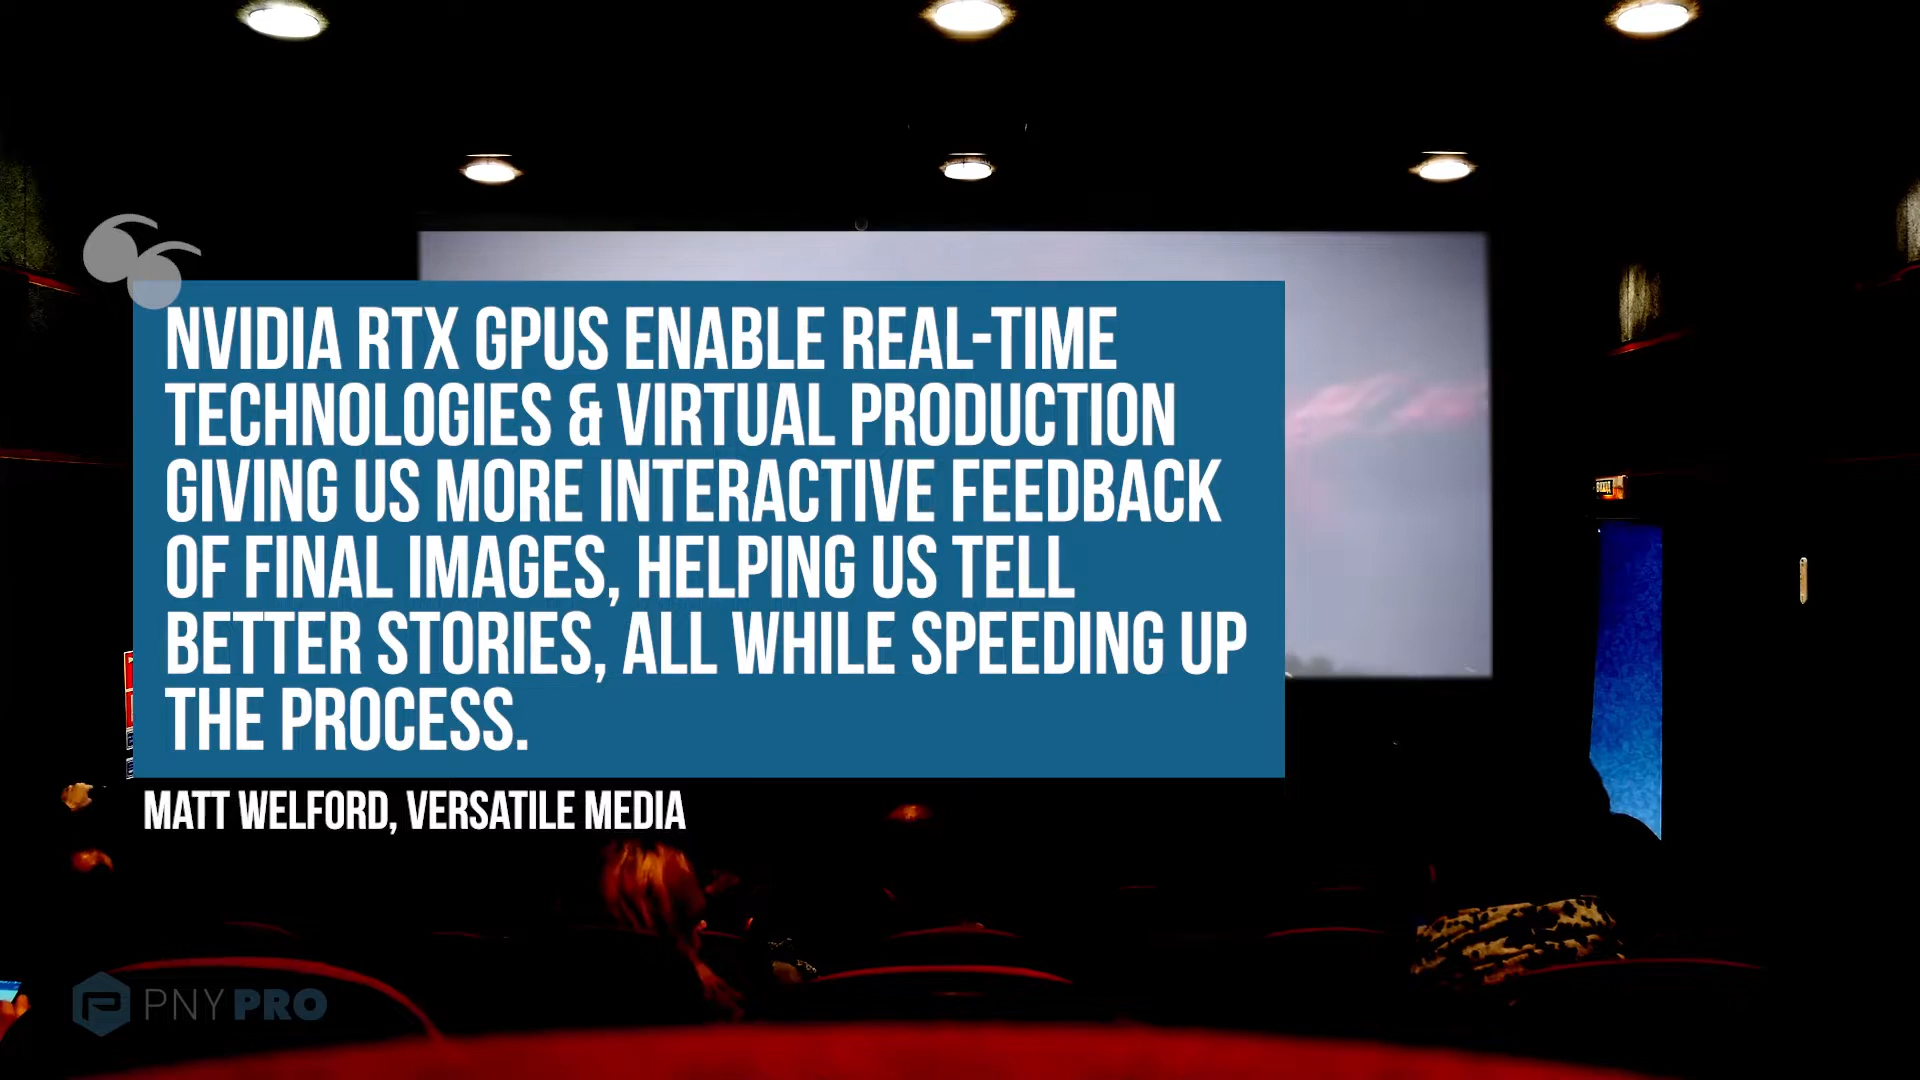 NVIDIA RTX GPUS ENABLE REAL-TIME
TECHNOLOGIES & VIRTUAL PRODUCTION
GIVING US MORE INTERACTIVE FEEDBACK
OF FINAL IMAGES, HELPING US TELL
BETTER STORIES, ALL WHILE SPEEDING UP
THE PROCESS.
MATT WELFORD, VERSATILE MEDIA
PNY PRO